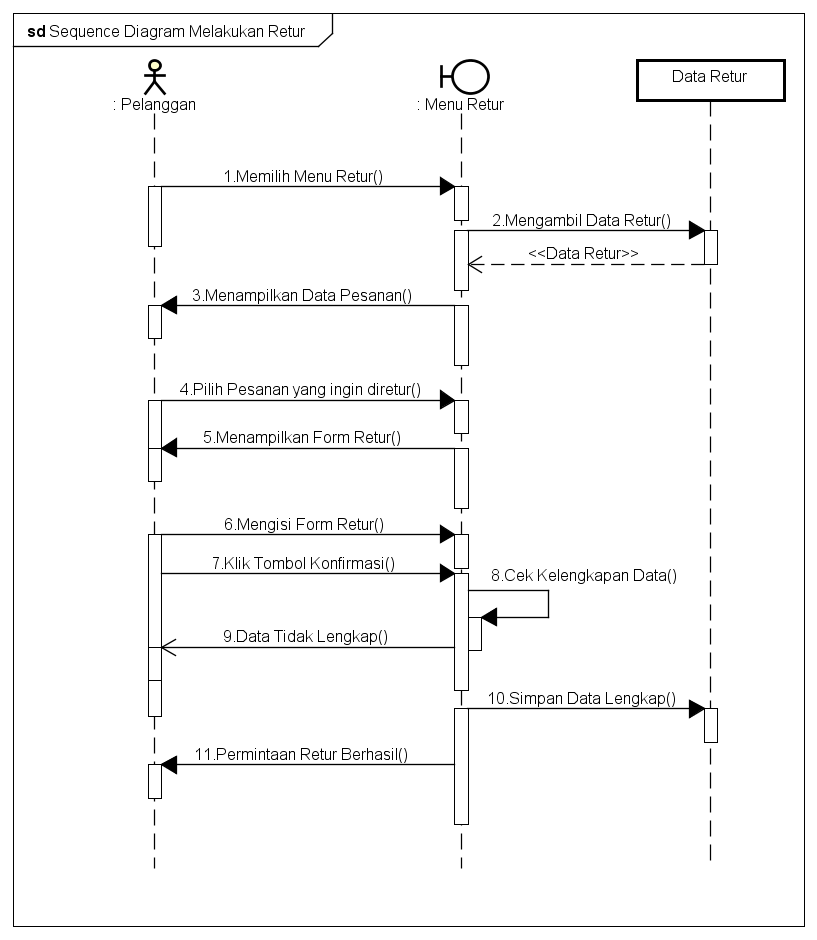 sd Sequence Diagram Melakukan Retur
: Pelanggan
: Menu Retur
Data Retur
1.Memilih Menu Retur()
2.Mengambil Data Retur()
<<Data Retur>>
3.Menampilkan Data Pesanan()
4.Pilih Pesanan yang ingin diretur()
5.Menampilkan Form Retur()
6.Mengisi Form Retur()
7.Klik Tombol Konfirmasi()
8.Cek Kelengkapan Data()
9.Data Tidak Lengkap()
10.Simpan Data Lengkap()
11.Permintaan Retur Berhasil()